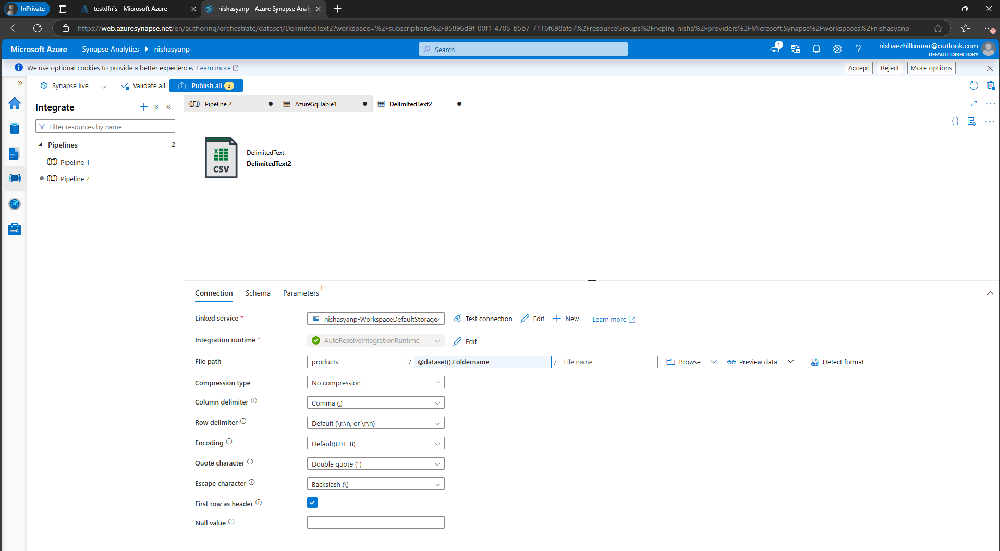 InPrivate
testdfnis - Microsoft Azure
nishasyanp - Azure Synapse Analy
https://web.azuresynapse.net/en/authoring/orchestrate/dataset/DelimitedText2?workspace=%2Fsubscriptions%2F95896d9f-00f1-4705-b5b7-7116f698afe7%2FresourceGroups%2Fncplrg-nisha%2Fproviders%2FMicrosoft.Synapse%2Fworkspaces%2Fnishasyanp
Microsoft Azure
Synapse Analytics
nishasyanp
Search
1
nishaezhilkumar@outlook.com
DEFAULT DIRECTORY
We use optional cookies to provide a better experience. Learn more
Accept
Reject
More options
Synapse live
Validate all
Publish all 3
Integrate
Filter resources by name
Pipelines 2
Pipeline 1
Pipeline 2
Pipeline 2
AzureSqlTable1
DelimitedText2
{}
X
CSV
DelimitedText
DelimitedText2
Connection
Schema
Parameters 1
Linked service *
nishasyanp-WorkspaceDefaultStorage
Test connection
Edit
New
Learn more
Integration runtime *
AutoResolveIntegrationRuntime
Edit
File path
products / @dataset().Foldername / File name
Browse
Preview data
Detect format
Compression type
No compression
Column delimiter
Comma (,)
Row delimiter
Default (\r,\n, or \r\n)
Encoding
Default(UTF-8)
Quote character
Double quote (")
Escape character
Backslash (\)
First row as header
Null value